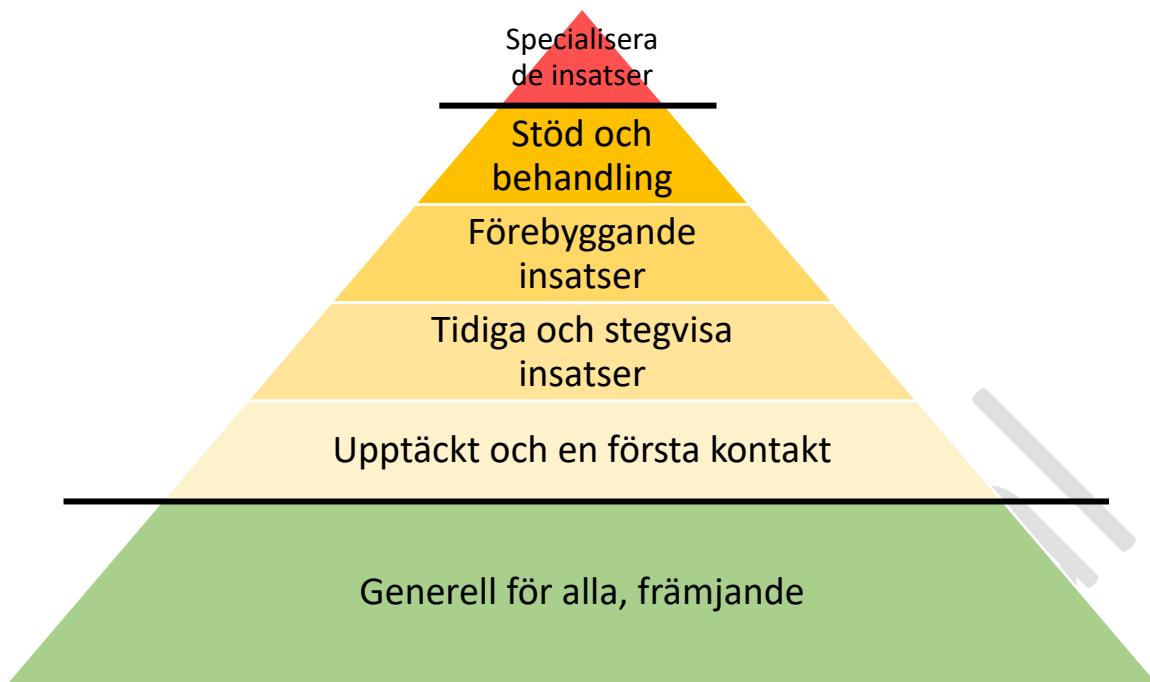 Specialisera
de insatser
Stöd och
behandling
Förebyggande
insatser
Tidiga och stegvisa
insatser
Upptäckt och en första kontakt
Generell för alla, främjande